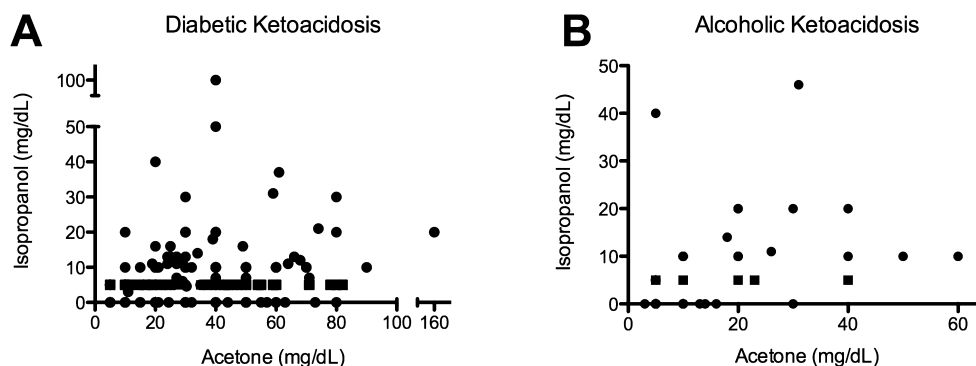 A
Diabetic Ketoacidosis
Isopropanol (mg/dL)
100
50
40
30
20
10
0
0 20 40 60 80 100 160
Acetone (mg/dL)
B
Alcoholic Ketoacidosis
Isopropanol (mg/dL)
50
40
30
20
10
0
0 20 40 60
Acetone (mg/dL)